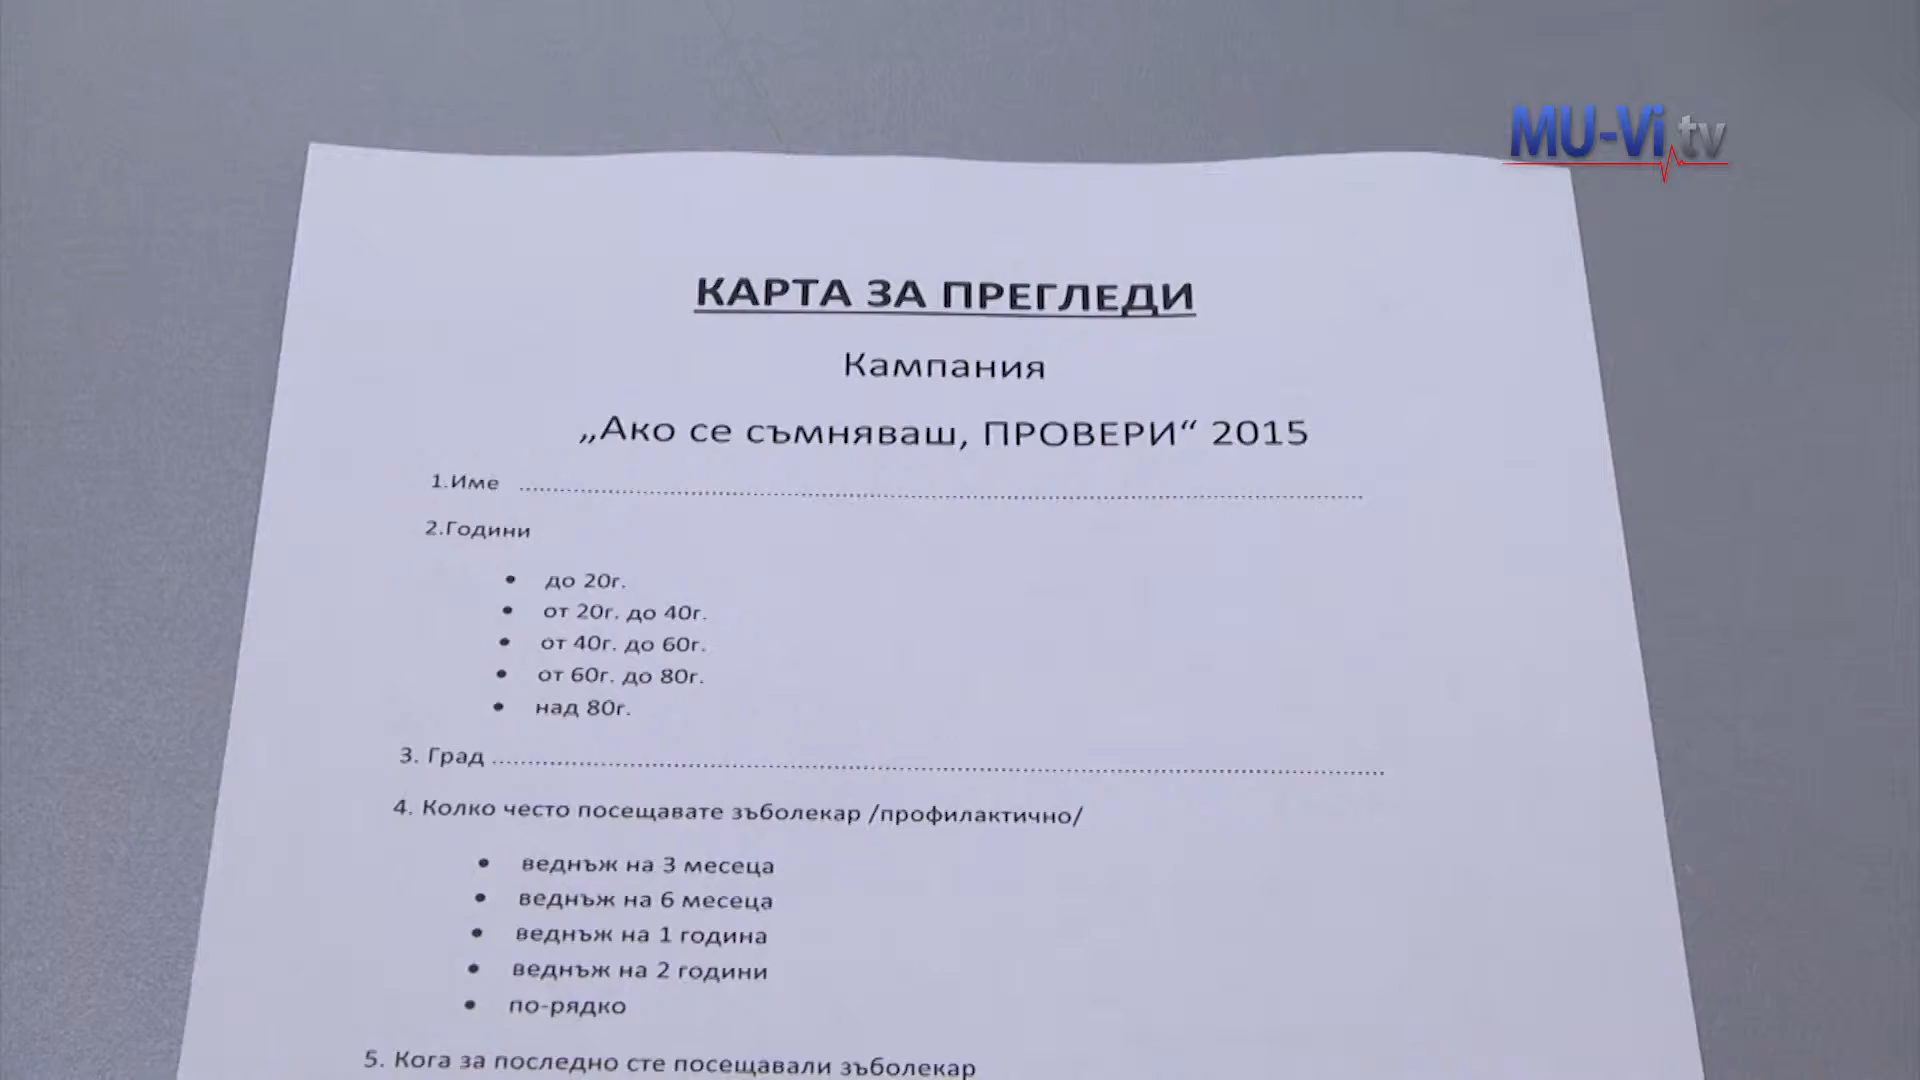 MU-Vi.tv
КАРТА ЗА ПРЕГЛЕДИ
Кампания
„Ако се съмняваш, ПРОВЕРИ“ 2015
1.Име ........................................................................
2.Години
• до 20г.
• от 20г. до 40г.
• от 40г. до 60г.
• от 60г. до 80г.
• над 80г.
3. Град ........................................................................
4. Колко често посещавате зъболекар /профилактично/
• веднъж на 3 месеца
• веднъж на 6 месеца
• веднъж на 1 година
• веднъж на 2 години
• по-рядко
5. Кога за последно сте посещавали зъболекар